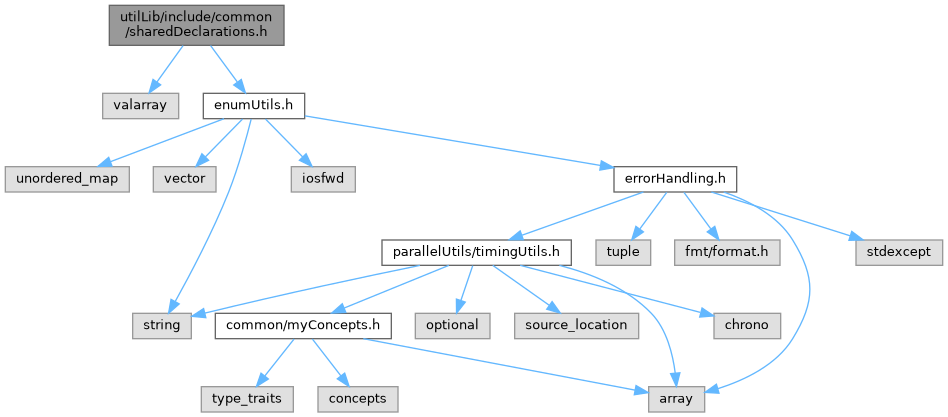 utilLib/include/common
/sharedDeclarations.h
valarray
enumUtils.h
unordered_map
vector
iosfwd
errorHandling.h
parallelUtils/timingUtils.h
tuple
fmt/format.h
stdexcept
string
common/myConcepts.h
optional
source_location
chrono
type_traits
concepts
array